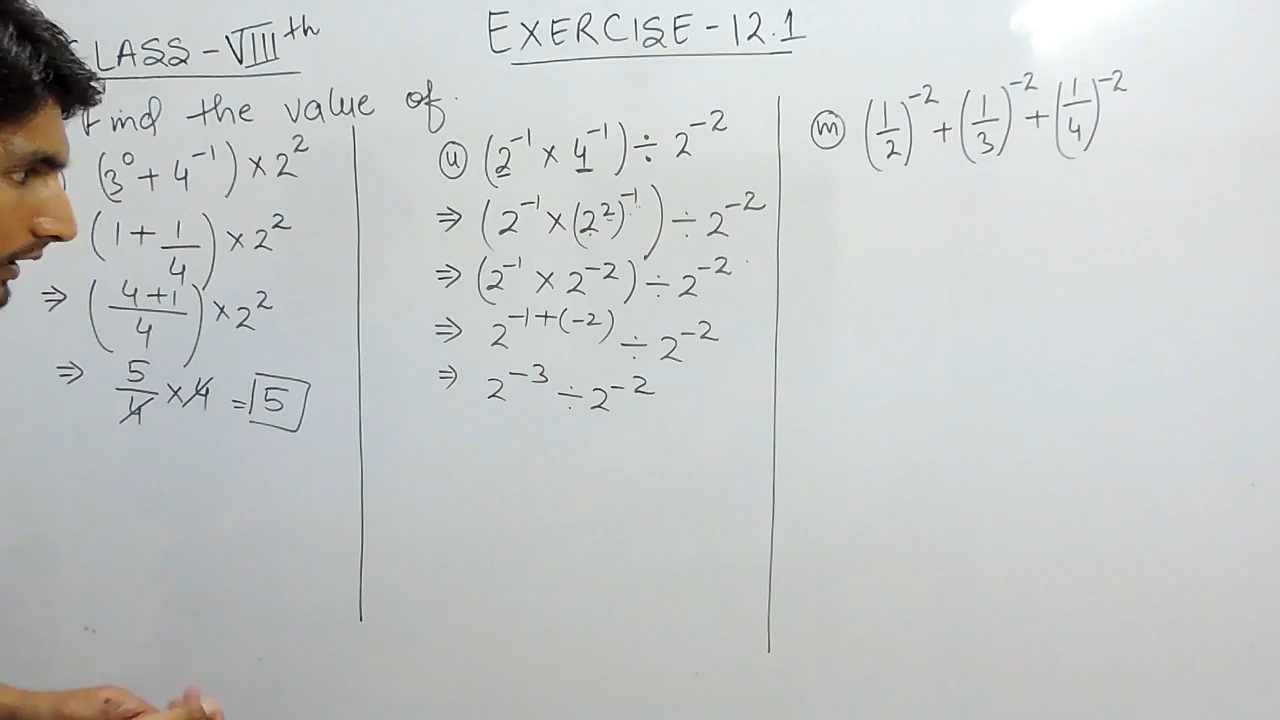 CLASS - VIIIth
EXERCISE - 12.1
Find the value of.
(3⁰ + 4⁻¹) × 2²
(1 + 1/4) × 2²
⇒ ((4+1)/4) × 2²
⇒ 5/4 × 4 = 5
(ii) (2⁻¹ × 4⁻¹) ÷ 2⁻²
⇒ (2⁻¹ × (2²)⁻¹) ÷ 2⁻²
⇒ (2⁻¹ × 2⁻²) ÷ 2⁻²
⇒ 2⁻¹⁺⁽⁻²⁾ ÷ 2⁻²
⇒ 2⁻³ ÷ 2⁻²
(iii) (1/2)⁻² + (1/3)⁻² + (1/4)⁻²